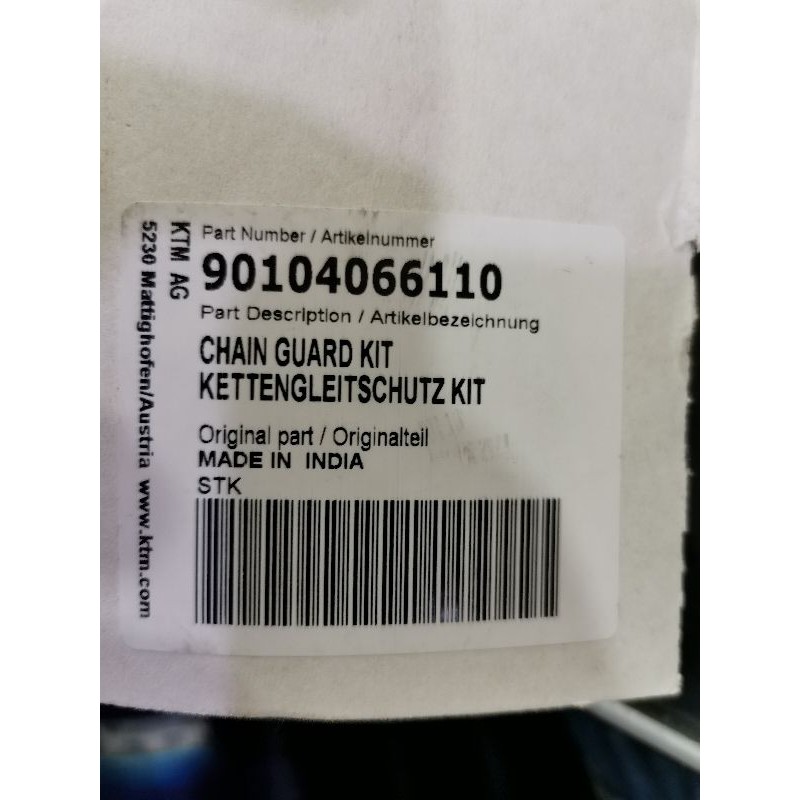 Part Number / Artikelnummer
90104066110
Part Description / Artikelbezeichnung
CHAIN GUARD KIT
KETTENGLEITSCHUTZ KIT
Original part / Originalteil
MADE IN INDIA
STK
KTM AG
5230 Mattighofen/Austria www.ktm.com